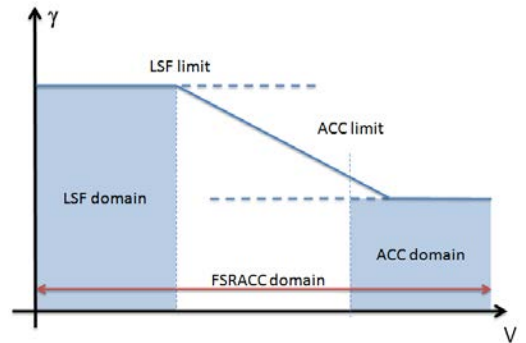 γ
LSF limit
ACC limit
LSF domain
ACC domain
FSRACC domain
V